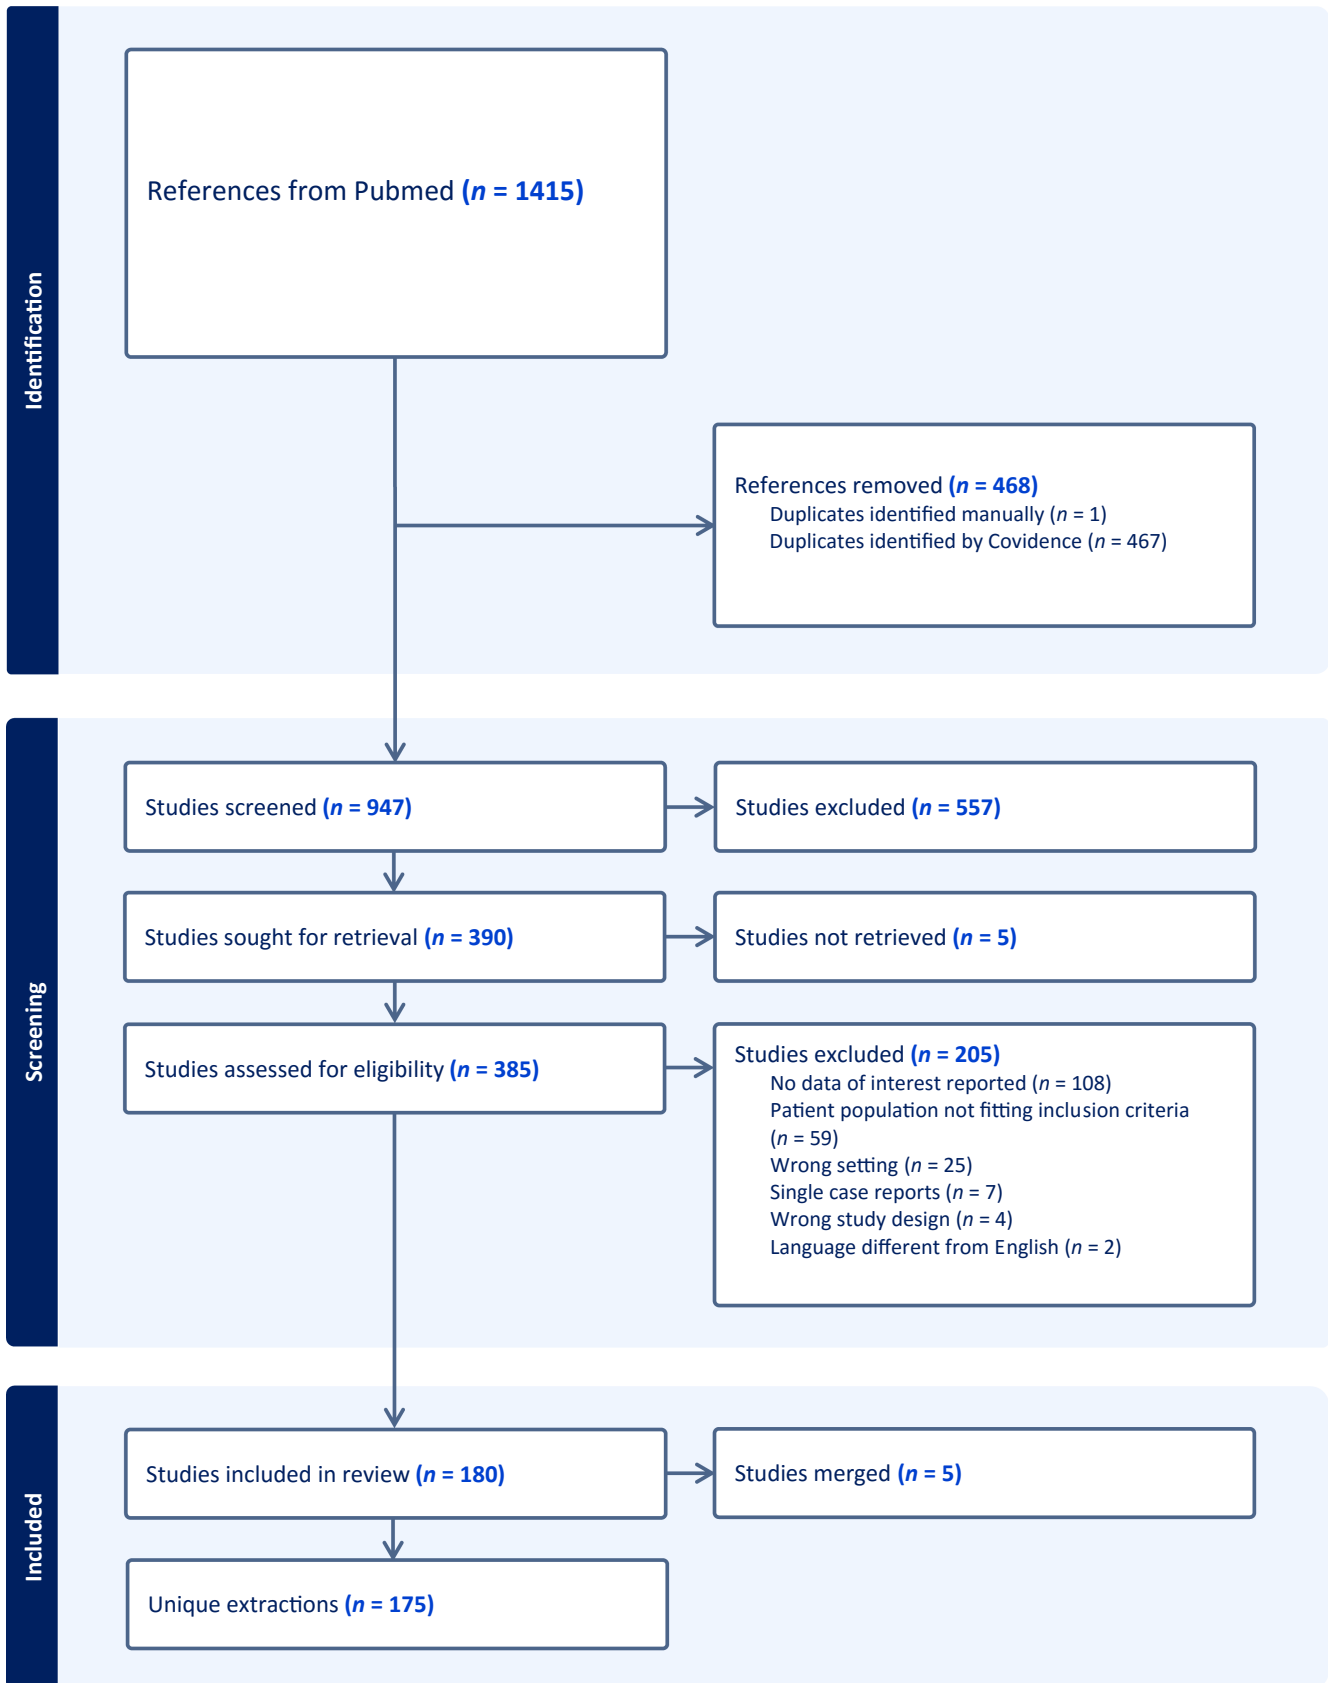 Identification
References from Pubmed (n = 1415)
References removed (n = 468)
Duplicates identified manually (n = 1)
Duplicates identified by Covidence (n = 467)
Screening
Studies screened (n = 947)
Studies excluded (n = 557)
Studies sought for retrieval (n = 390)
Studies not retrieved (n = 5)
Studies assessed for eligibility (n = 385)
Studies excluded (n = 205)
No data of interest reported (n = 108)
Patient population not fitting inclusion criteria
(n = 59)
Wrong setting (n = 25)
Single case reports (n = 7)
Wrong study design (n = 4)
Language different from English (n = 2)
Included
Studies included in review (n = 180)
Studies merged (n = 5)
Unique extractions (n = 175)